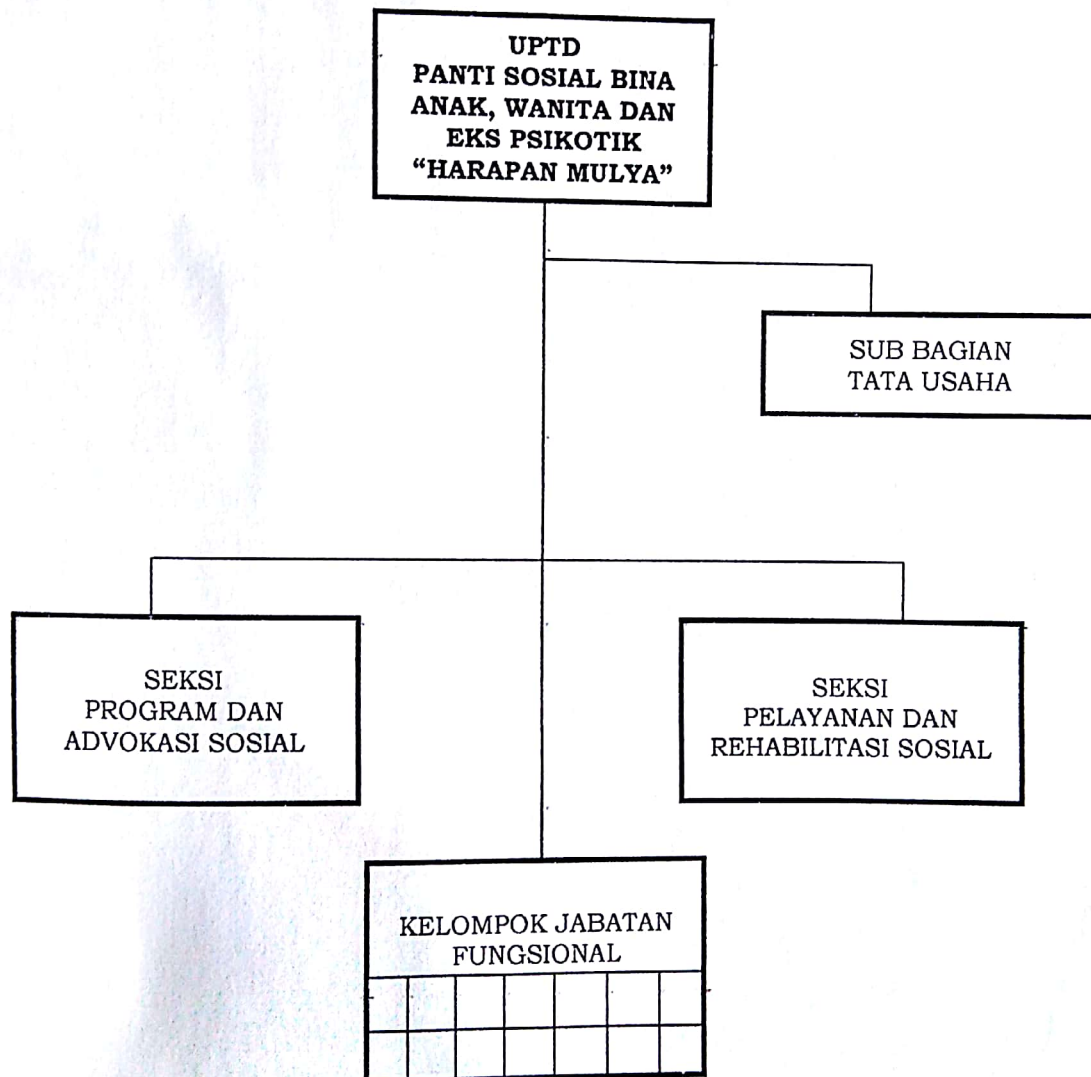 UPTD
PANTI SOSIAL BINA
ANAK, WANITA DAN
EKS PSIKOTIK
“HARAPAN MULYA”
SUB BAGIAN
TATA USAHA
SEKSI
PROGRAM DAN
ADVOKASI SOSIAL
SEKSI
PELAYANAN DAN
REHABILITASI SOSIAL
KELOMPOK JABATAN
FUNGSIONAL